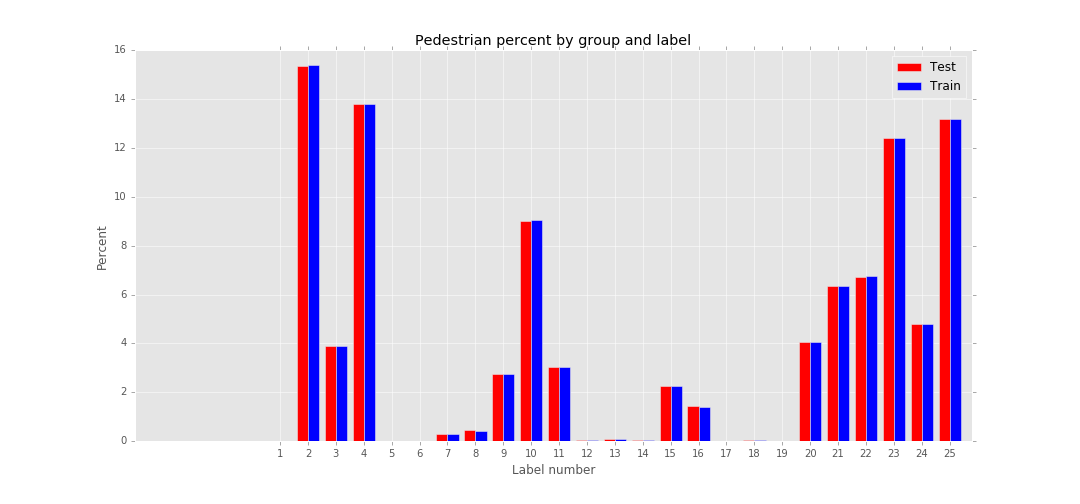 Pedestrian percent by group and label
16
14
12
10
8
6
4
2
0
Percent
Test
Train
1 2 3 4 5 6 7 8 9 10 11 12 13 14 15 16 17 18 19 20 21 22 23 24 25
Label number